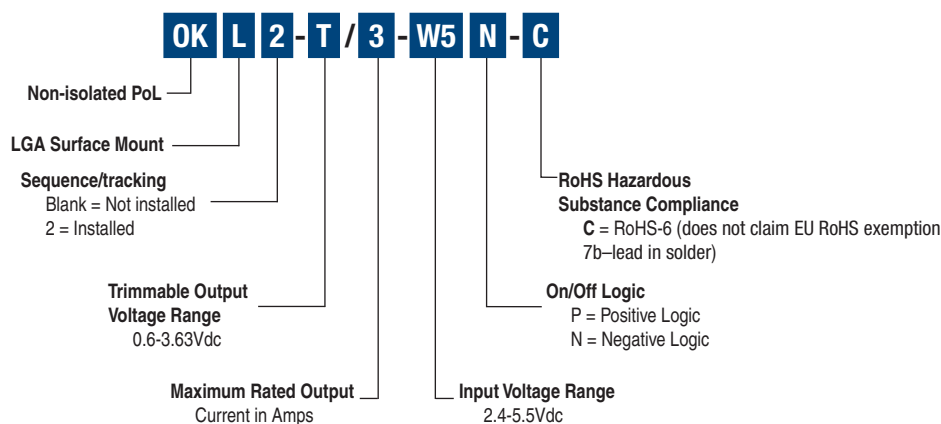 OK L 2 - T / 3 - W5 N - C
Non-isolated PoL
LGA Surface Mount
Sequence/tracking
Blank = Not installed
2 = Installed
Trimmable Output
Voltage Range
0.6-3.63Vdc
Maximum Rated Output
Current in Amps
Input Voltage Range
2.4-5.5Vdc
On/Off Logic
P = Positive Logic
N = Negative Logic
RoHS Hazardous
Substance Compliance
C = RoHS-6 (does not claim EU RoHS exemption
7b–lead in solder)